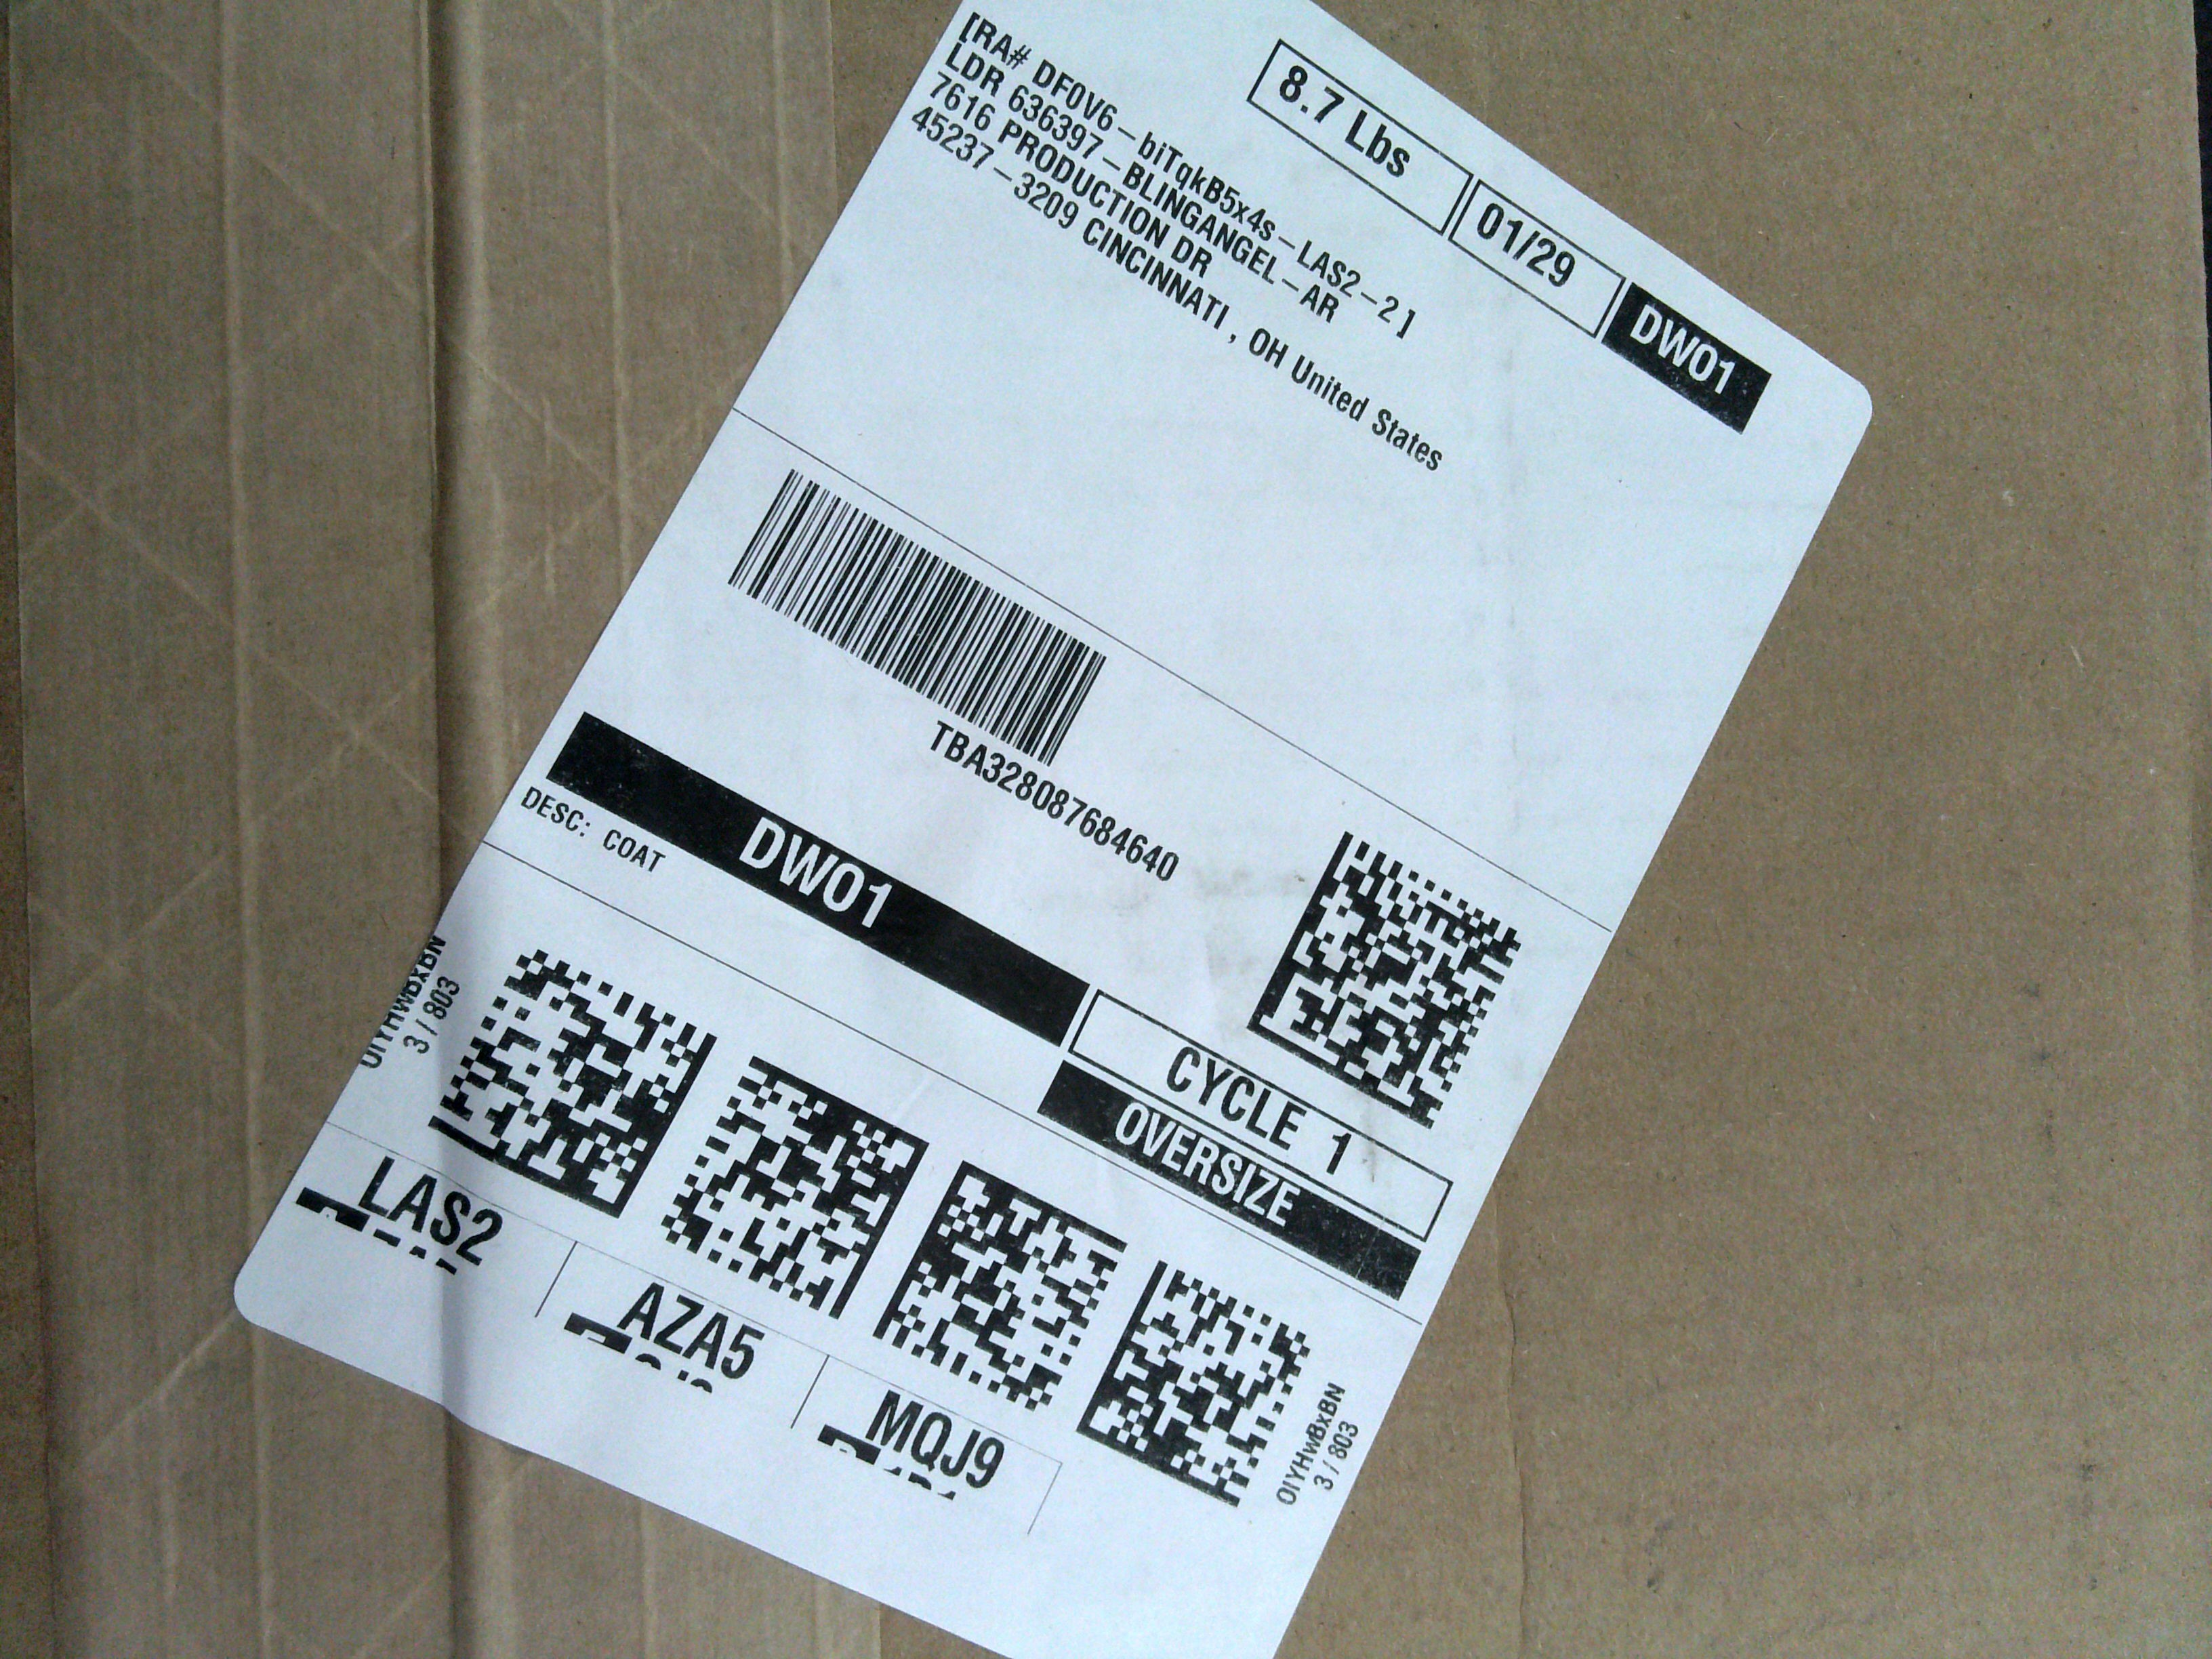 [RA# DF0V6-biTqkB5x4s-LAS2-2]
LDR 636397-BLINGANGEL-AR
7616 PRODUCTION DR
45237-3209 CINCINNATI , OH United States
8.7 Lbs
01/29
DW01
TBA328087684640
DW01
DESC: COAT
CYCLE 1
OVERSIZE
OIYHwBxBN
3 / 803
LAS2
AZA5
MQJ9
OIYHwBxBN
3 / 803